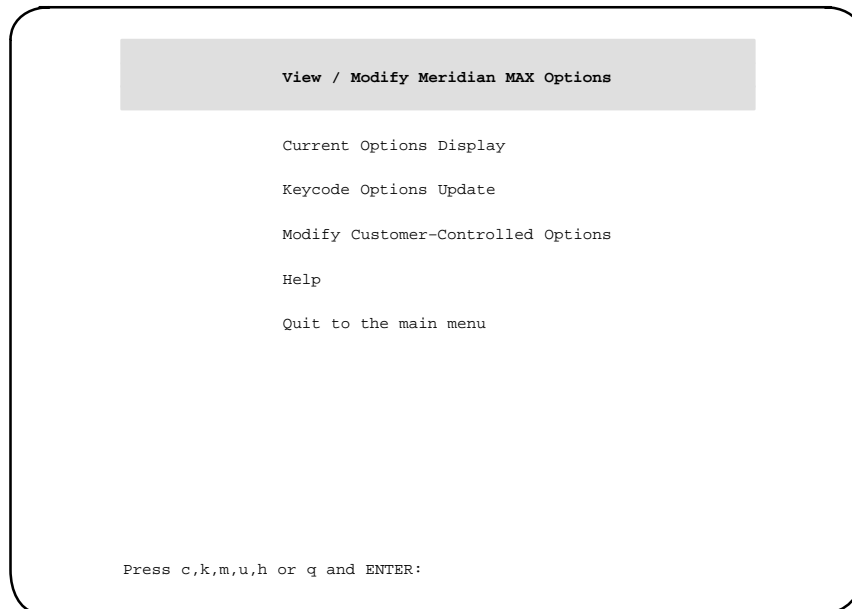 View / Modify Meridian MAX Options
Current Options Display
Keycode Options Update
Modify Customer-Controlled Options
Help
Quit to the main menu
Press c,k,m,u,h or q and ENTER: